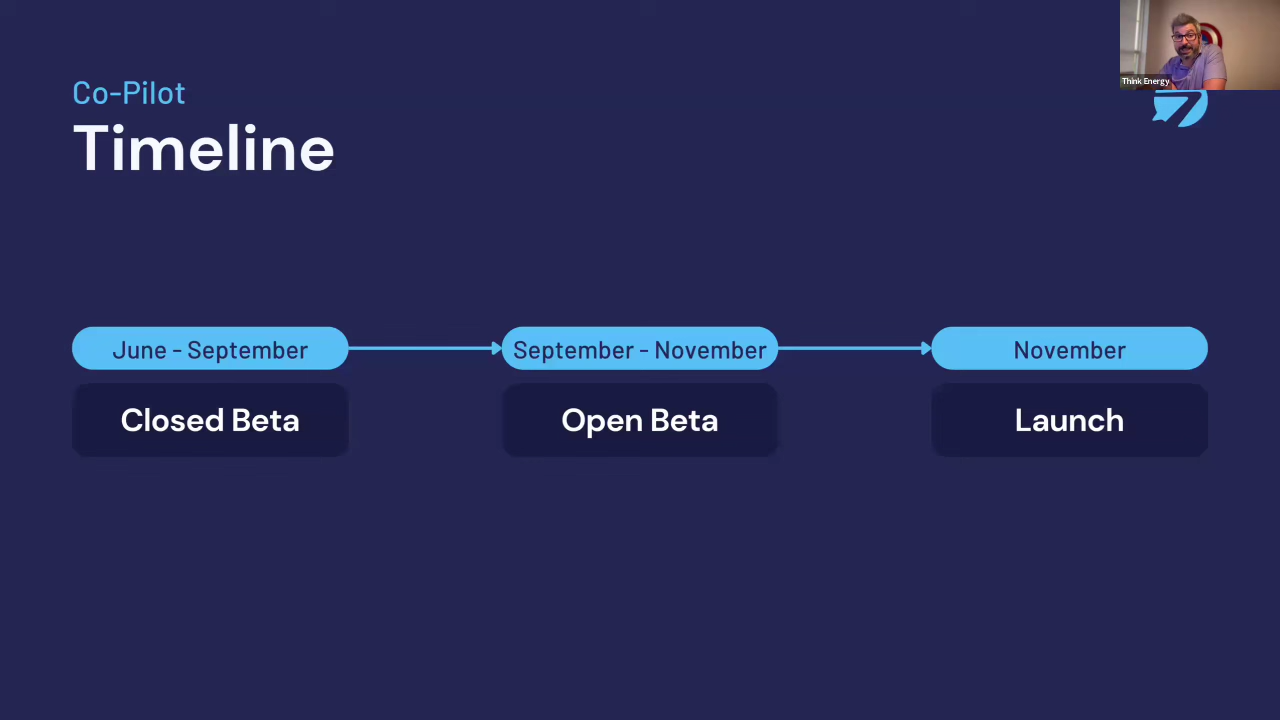 Co-Pilot
Timeline
Think Energy
June - September
September - November
November
Closed Beta
Open Beta
Launch